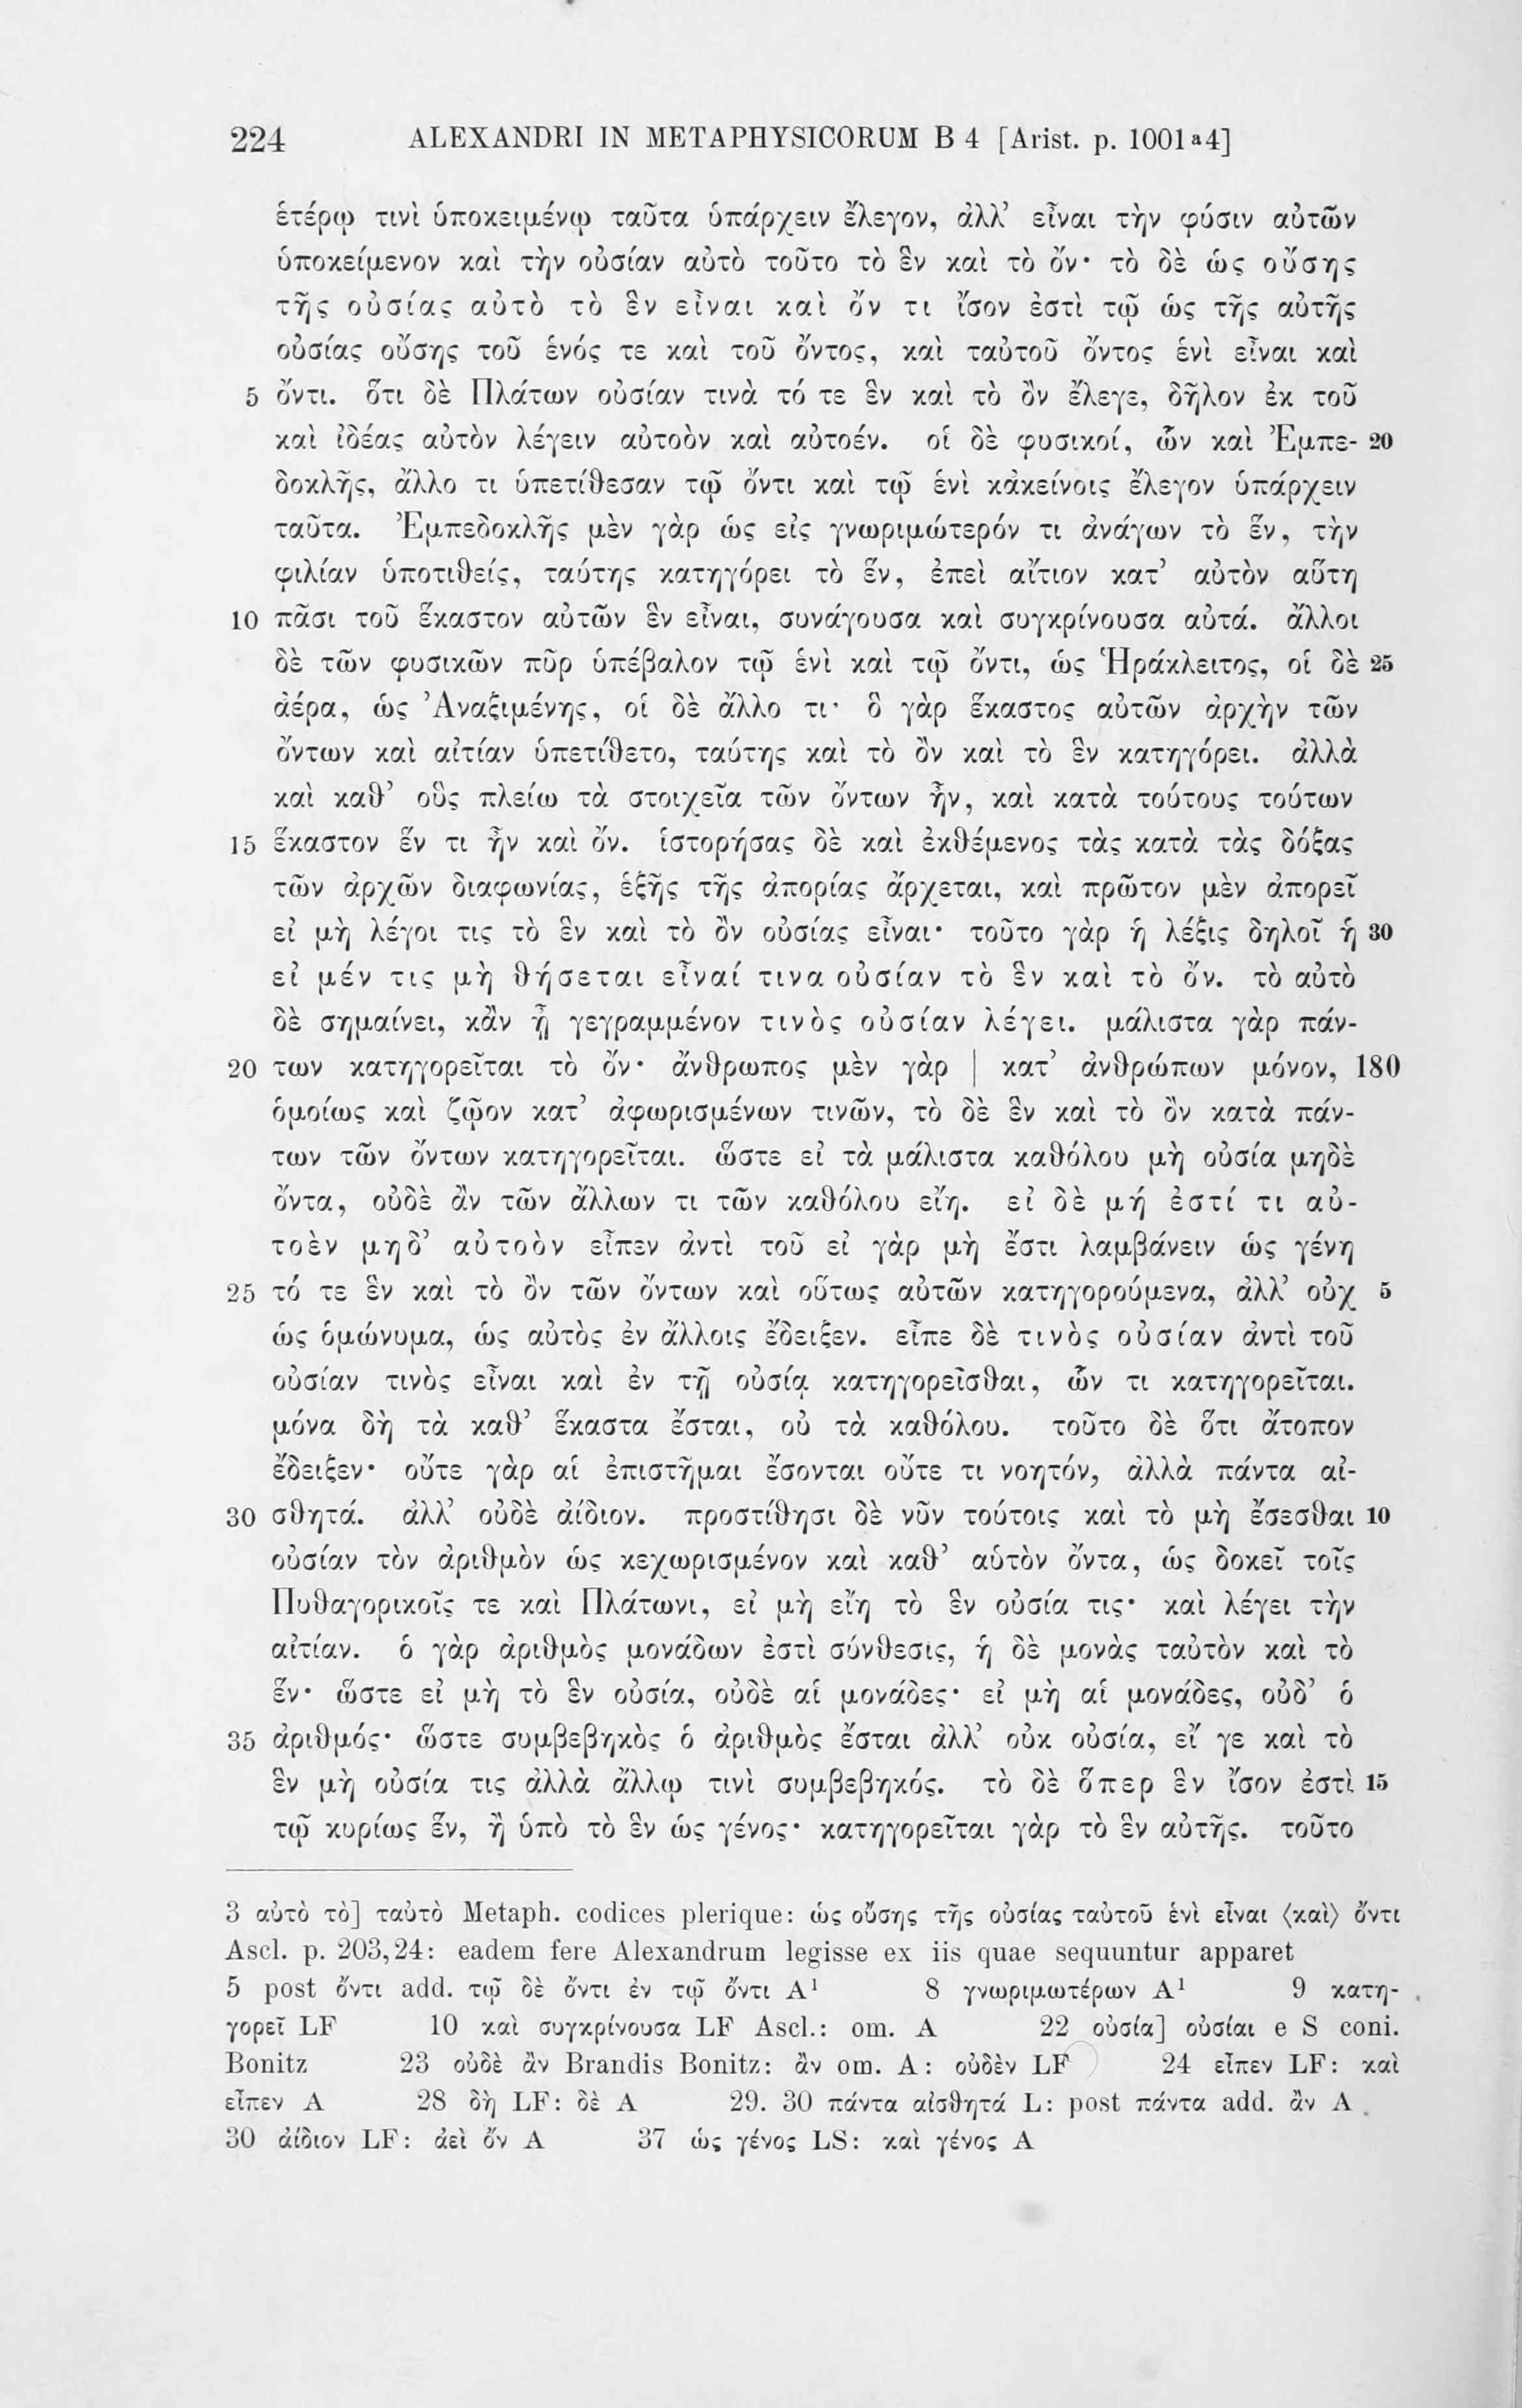 224 ALEXANDRI IN METAPHYSICORUM B 4 [Arist. p. 1001ᵃ4]
ἑτέρῳ τινὶ ὑποκειμένῳ ταῦτα ὑπάρχειν ἔλεγον, ἀλλ’ εἶναι τὴν φύσιν αὐτῶν
ὑποκείμενον καὶ τὴν οὐσίαν αὐτὸ τοῦτο τὸ ἓν καὶ τὸ ὄν· τὸ δὲ ὡς οὔσης
τῆς οὐσίας αὐτὸ τὸ ἓν εἶναι καὶ ὄν τι ἴσον ἐστὶ τῷ ὡς τῆς αὐτῆς
οὐσίας οὔσης τοῦ ἑνός τε καὶ τοῦ ὄντος, καὶ ταὐτοῦ ὄντος ἑνὶ εἶναι καὶ
5 ὄντι. ὅτι δὲ Πλάτων οὐσίαν τινὰ τό τε ἓν καὶ τὸ ὂν ἔλεγε, δῆλον ἐκ τοῦ
καὶ ἰδέας αὐτὸν λέγειν αὐτοὸν καὶ αὐτοέν. οἱ δὲ φυσικοί, ὧν καὶ Ἐμπε- 20
δοκλῆς, ἄλλο τι ὑπετίθεσαν τῷ ὄντι καὶ τῷ ἑνὶ κἀκείνοις ἔλεγον ὑπάρχειν
ταῦτα. Ἐμπεδοκλῆς μὲν γὰρ ὡς εἰς γνωριμώτερόν τι ἀνάγων τὸ ἕν, τὴν
φιλίαν ὑποτιθείς, ταύτης κατηγόρει τὸ ἕν, ἐπεὶ αἴτιον κατ’ αὐτὸν αὕτη
10 πᾶσι τοῦ ἕκαστον αὐτῶν ἓν εἶναι, συνάγουσα καὶ συγκρίνουσα αὐτά. ἄλλοι
δὲ τῶν φυσικῶν πῦρ ὑπέβαλον τῷ ἑνὶ καὶ τῷ ὄντι, ὡς Ἡράκλειτος, οἱ δὲ 25
ἀέρα, ὡς Ἀναξιμένης, οἱ δὲ ἄλλο τι· ὃ γὰρ ἕκαστος αὐτῶν ἀρχὴν τῶν
ὄντων καὶ αἰτίαν ὑπετίθετο, ταύτης καὶ τὸ ὂν καὶ τὸ ἓν κατηγόρει. ἀλλὰ
καὶ καθ’ οὓς πλείω τὰ στοιχεῖα τῶν ὄντων ἦν, καὶ κατὰ τούτους τούτων
15 ἕκαστον ἕν τι ἦν καὶ ὄν. ἱστορήσας δὲ καὶ ἐκθέμενος τὰς κατὰ τὰς δόξας
τῶν ἀρχῶν διαφωνίας, ἑξῆς τῆς ἀπορίας ἄρχεται, καὶ πρῶτον μὲν ἀπορεῖ
εἰ μὴ λέγοι τις τὸ ἓν καὶ τὸ ὂν οὐσίας εἶναι· τοῦτο γὰρ ἡ λέξις δηλοῖ ἡ 30
εἰ μέν τις μὴ θήσεται εἶναί τινα οὐσίαν τὸ ἓν καὶ τὸ ὄν. τὸ αὐτὸ
δὲ σημαίνει, κἂν ᾖ γεγραμμένον τινὸς οὐσίαν λέγει. μάλιστα γὰρ πάν-
20 των κατηγορεῖται τὸ ὄν· ἄνθρωπος μὲν γὰρ | κατ’ ἀνθρώπων μόνον, 180
ὁμοίως καὶ ζῷον κατ’ ἀφωρισμένων τινῶν, τὸ δὲ ἓν καὶ τὸ ὂν κατὰ πάν-
των τῶν ὄντων κατηγορεῖται. ὥστε εἰ τὰ μάλιστα καθόλου μὴ οὐσία μηδὲ
ὄντα, οὐδὲ ἂν τῶν ἄλλων τι τῶν καθόλου εἴη. εἰ δὲ μή ἐστί τι αὐ-
τοὲν μηδ’ αὐτοὸν εἶπεν ἀντὶ τοῦ εἰ γὰρ μὴ ἔστι λαμβάνειν ὡς γένη
25 τό τε ἓν καὶ τὸ ὂν τῶν ὄντων καὶ οὕτως αὐτῶν κατηγορούμενα, ἀλλ’ οὐχ 5
ὡς ὁμώνυμα, ὡς αὐτὸς ἐν ἄλλοις ἔδειξεν. εἶπε δὲ τινὸς οὐσίαν ἀντὶ τοῦ
οὐσίαν τινὸς εἶναι καὶ ἐν τῇ οὐσίᾳ κατηγορεῖσθαι, ὧν τι κατηγορεῖται.
μόνα δὴ τὰ καθ’ ἕκαστα ἔσται, οὐ τὰ καθόλου. τοῦτο δὲ ὅτι ἄτοπον
ἔδειξεν· οὔτε γὰρ αἱ ἐπιστῆμαι ἔσονται οὔτε τι νοητόν, ἀλλὰ πάντα αἰ-
30 σθητά. ἀλλ’ οὐδὲ ἀίδιον. προστίθησι δὲ νῦν τούτοις καὶ τὸ μὴ ἔσεσθαι 10
οὐσίαν τὸν ἀριθμὸν ὡς κεχωρισμένον καὶ καθ’ αὑτὸν ὄντα, ὡς δοκεῖ τοῖς
Πυθαγορικοῖς τε καὶ Πλάτωνι, εἰ μὴ εἴη τὸ ἓν οὐσία τις· καὶ λέγει τὴν
αἰτίαν. ὁ γὰρ ἀριθμὸς μονάδων ἐστὶ σύνθεσις, ἡ δὲ μονὰς ταὐτὸν καὶ τὸ
ἕν· ὥστε εἰ μὴ τὸ ἓν οὐσία, οὐδὲ αἱ μονάδες· εἰ μὴ αἱ μονάδες, οὐδ’ ὁ
35 ἀριθμός· ὥστε συμβεβηκὸς ὁ ἀριθμὸς ἔσται ἀλλ’ οὐκ οὐσία, εἴ γε καὶ τὸ
ἓν μὴ οὐσία τις ἀλλὰ ἄλλῳ τινὶ συμβεβηκός. τὸ δὲ ὅπερ ἓν ἴσον ἐστὶ 15
τῷ κυρίως ἕν, ἢ ὑπὸ τὸ ἓν ὡς γένος· κατηγορεῖται γὰρ τὸ ἓν αὐτῆς. τοῦτο
3 αὐτὸ τὸ] ταὐτὸ Metaph. codices plerique: ὡς οὔσης τῆς οὐσίας ταὐτοῦ ἑνὶ εἶναι ⟨καὶ⟩ ὄντι
Ascl. p. 203,24: eadem fere Alexandrum legisse ex iis quae sequuntur apparet
5 post ὄντι add. τῷ δὲ ὄντι ἐν τῷ ὄντι A¹ 8 γνωριμωτέρων A¹ 9 κατη-
γορεῖ LF 10 καὶ συγκρίνουσα LF Ascl.: om. A 22 οὐσία] οὐσίαι e S coni.
Bonitz 23 οὐδὲ ἂν Brandis Bonitz: ἂν om. A: οὐδὲν LF 24 εἶπεν LF: καὶ
εἶπεν A 28 δὴ LF: δὲ A 29. 30 πάντα αἰσθητά L: post πάντα add. ἂν A
30 ἀίδιον LF: ἀεὶ ὂν A 37 ὡς γένος LS: καὶ γένος A